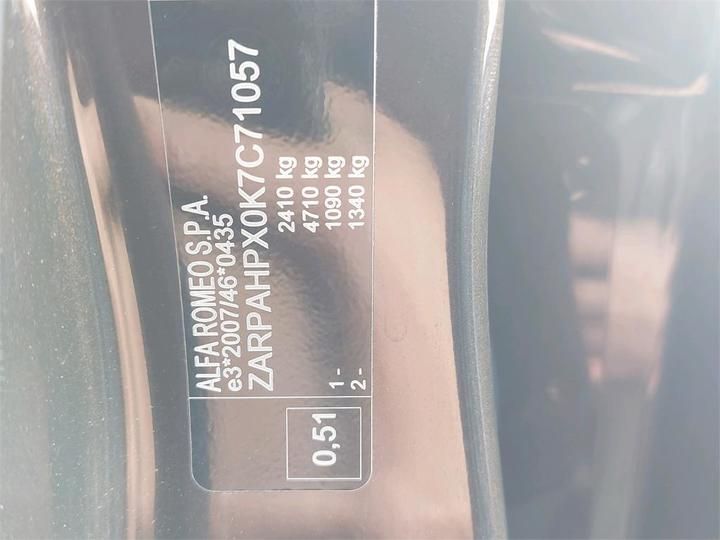 ALFA ROMEO S.P.A.
e3*2007/46*0435
ZARPAHPX0K7C71057
2410 kg
4710 kg
1- 1090 kg
2- 1340 kg
0,51